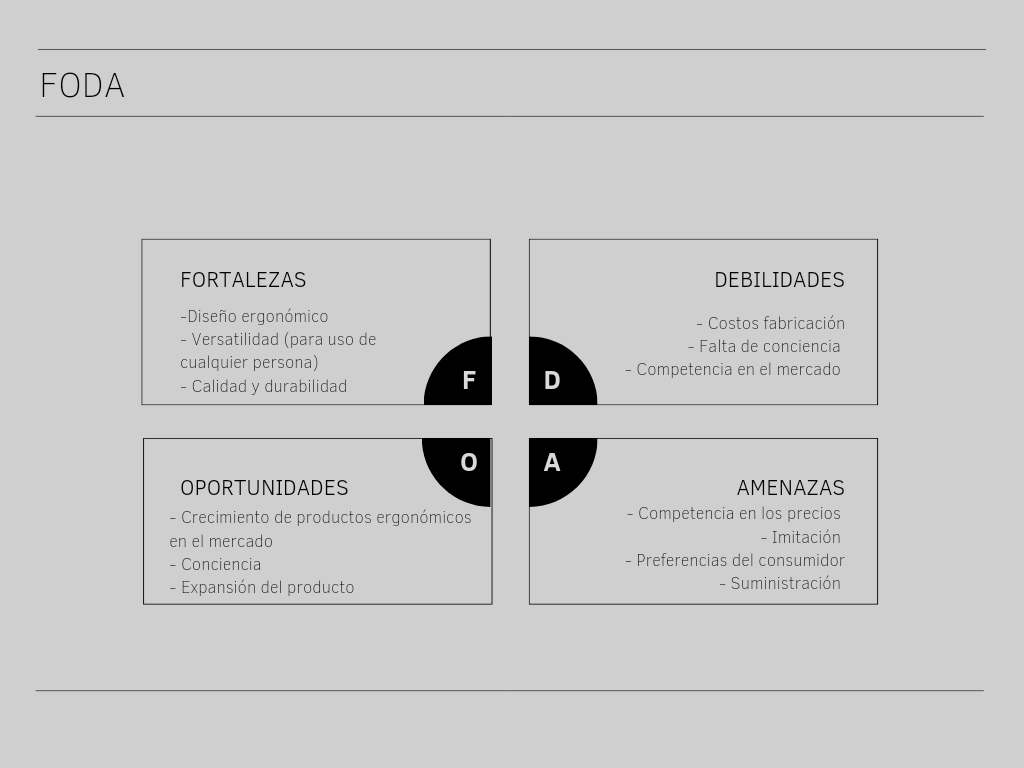 FODA
FORTALEZAS
-Diseño ergonómico
- Versatilidad (para uso de
cualquier persona)
- Calidad y durabilidad
F
DEBILIDADES
- Costos fabricación
- Falta de conciencia
- Competencia en el mercado
D
O
OPORTUNIDADES
- Crecimiento de productos ergonómicos
en el mercado
- Conciencia
- Expansión del producto
A
AMENAZAS
- Competencia en los precios
- Imitación
- Preferencias del consumidor
- Suministración